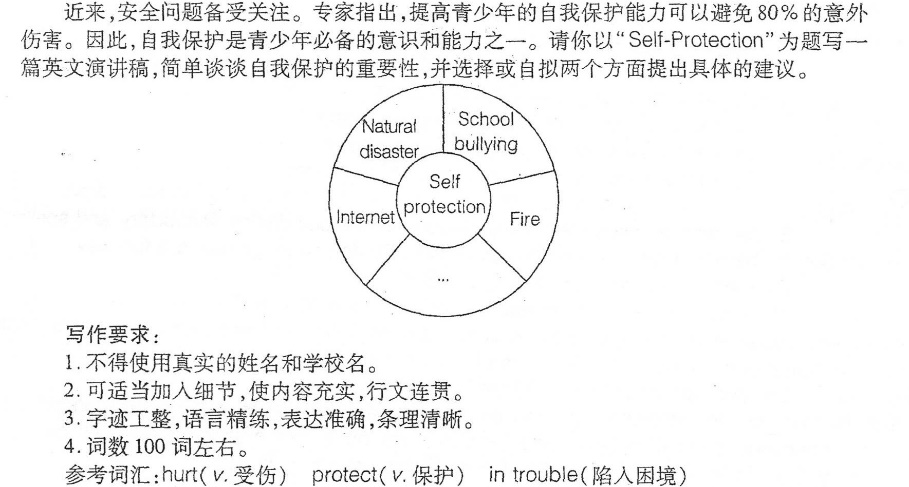 近来,安全问题备受关注。专家指出,提高青少年的自我保护能力可以避免80%的意外
伤害。因此,自我保护是青少年必备的意识和能力之一。请你以“Self-Protection”为题写一
篇英文演讲稿,简单谈谈自我保护的重要性,并选择或自拟两个方面提出具体的建议。
Natural
disaster
School
bullying
Self
protection
Internet
Fire
...
写作要求:
1.不得使用真实的姓名和学校名。
2.可适当加入细节,使内容充实,行文连贯。
3.字迹工整,语言精练,表达准确,条理清晰。
4.词数100词左右。
参考词汇:hurt(v.受伤) protect(v.保护) in trouble(陷入困境)